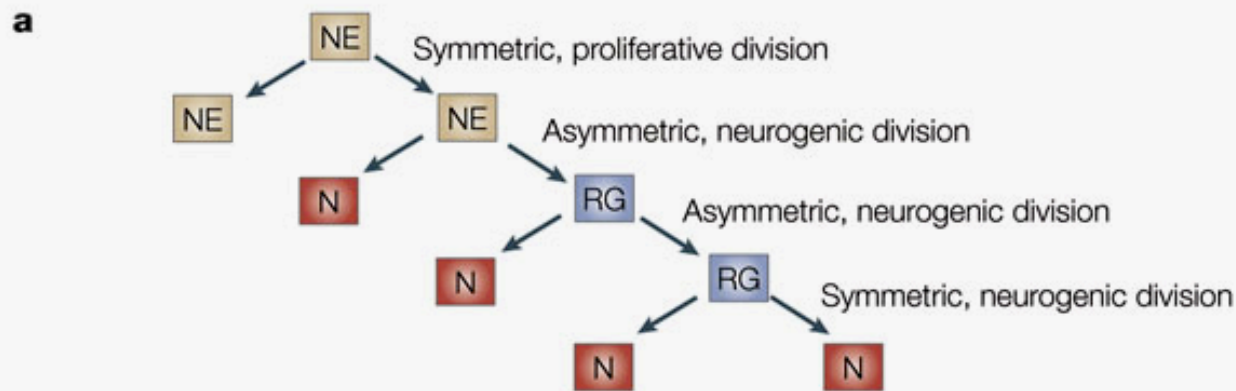 a
NE
Symmetric, proliferative division
NE
NE
Asymmetric, neurogenic division
N
RG
Asymmetric, neurogenic division
N
RG
Symmetric, neurogenic division
N
N